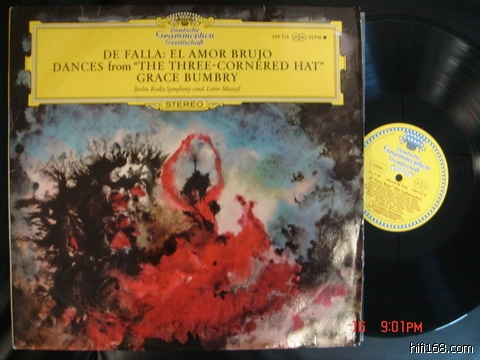 Deutsche
Grammophon
Gesellschaft
DE FALLA: EL AMOR BRUJO
DANCES from "THE THREE-CORNERED HAT"
GRACE BUMBRY
Berlin Radio Symphony cond. Lorin Maazel
STEREO
Deutsche
Grammophon
Gesellschaft
16 9:01PM
hifi168.com